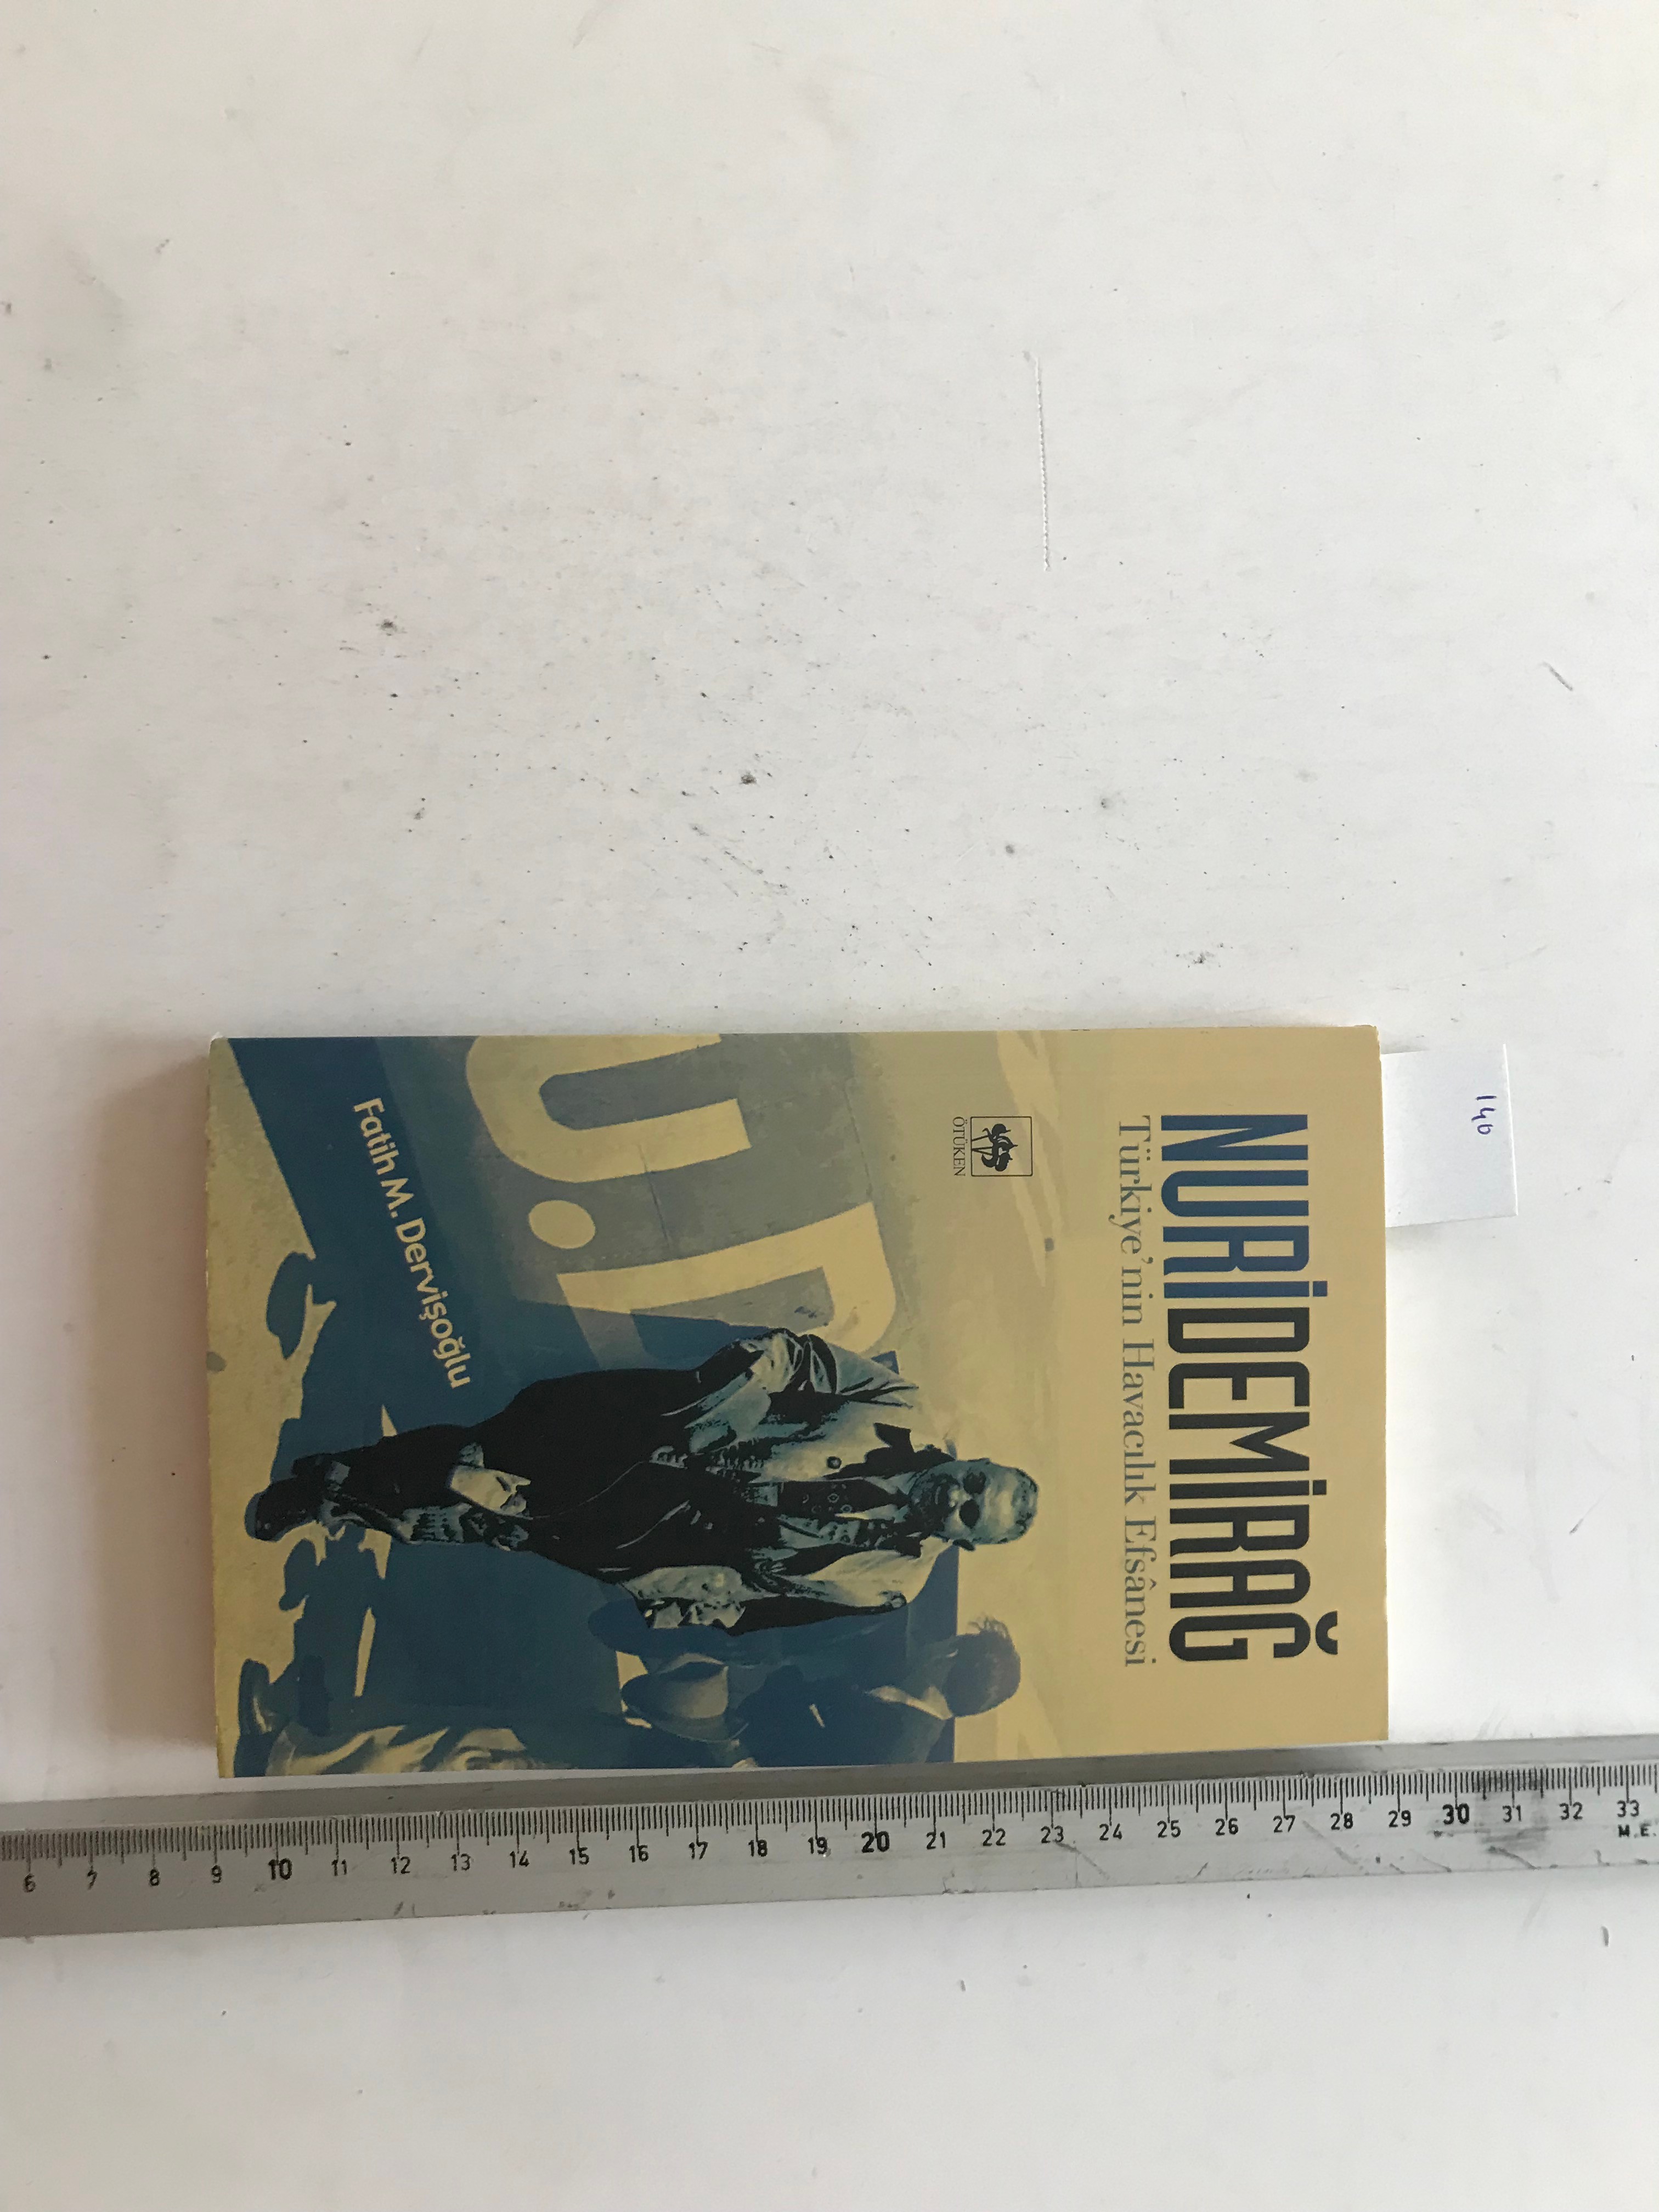 140
NURİDEMİRAĞ
Türkiye'nin Havacılık Efsânesi
ÖTÜKEN
U.D
Fatih M. Dervişoğlu
6 7 8 9 10 11 12 13 14 15 16 17 18 19 20 21 22 23 24 25 26 27 28 29 30 31 32 33
M.E.